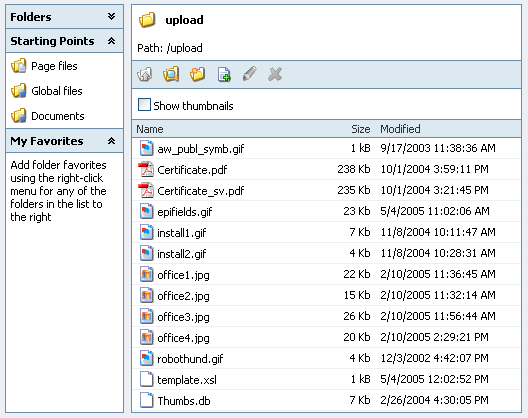 Folders
Starting Points
Page files
Global files
Documents
My Favorites
Add folder favorites
using the right-click
menu for any of the
folders in the list to
the right
upload
Path: /upload
Show thumbnails
Name Size Modified
aw_publ_symb.gif 1 kB 9/17/2003 11:38:36 AM
Certificate.pdf 238 Kb 10/1/2004 3:59:11 PM
Certificate_sv.pdf 235 Kb 10/1/2004 3:21:45 PM
epifields.gif 23 Kb 5/4/2005 11:02:06 AM
install1.gif 7 Kb 11/8/2004 10:11:47 AM
install2.gif 4 Kb 11/8/2004 10:28:31 AM
office1.jpg 22 Kb 2/10/2005 11:36:45 AM
office2.jpg 15 Kb 2/10/2005 11:32:14 AM
office3.jpg 26 Kb 2/10/2005 11:56:44 AM
office4.jpg 20 Kb 2/10/2005 2:29:21 PM
robothund.gif 4 Kb 12/3/2002 4:42:07 PM
template.xsl 1 kB 5/4/2005 12:02:52 PM
Thumbs.db 7 Kb 2/26/2004 4:30:05 PM